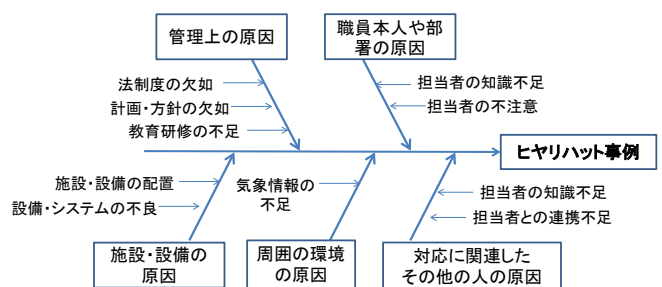 管理上の原因
職員本人や部
署の原因
法制度の欠如
計画・方針の欠如
教育研修の不足
担当者の知識不足
担当者の不注意
ヒヤリハット事例
施設・設備の配置
設備・システムの不良
気象情報の
不足
担当者の知識不足
担当者との連携不足
施設・設備の
原因
周囲の環境
の原因
対応に関連した
その他の人の原因